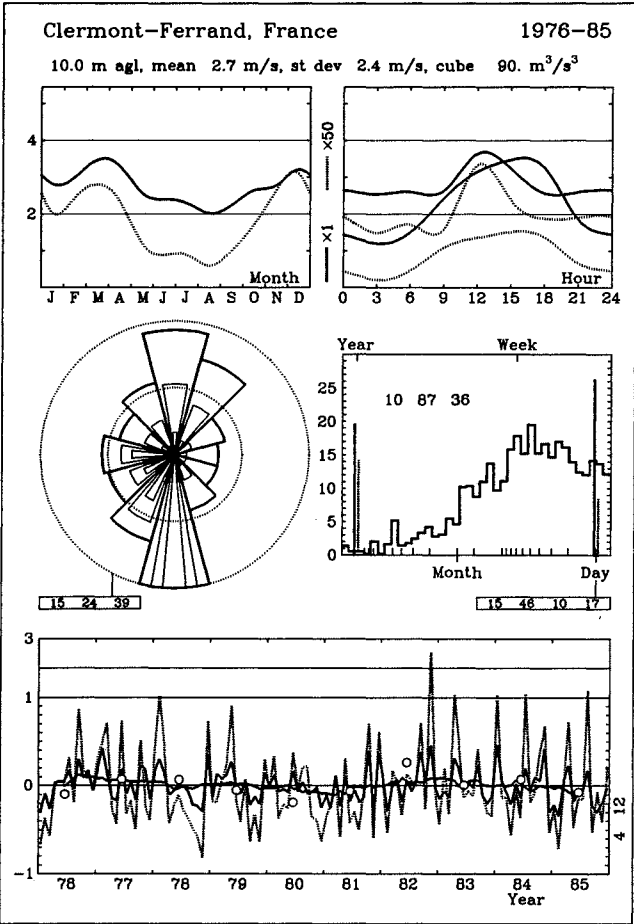 Clermont-Ferrand, France 1976-85
10.0 m agl, mean 2.7 m/s, st dev 2.4 m/s, cube 90. m³/s³
4
2
×1 ×50
Month
Hour
J F M A M J J A S O N D
0 3 6 9 12 15 18 21 24
Year Week
25
20
15
10
5
0
10 87 36
Month Day
15 24 39
15 46 10 17
3
1
0
-1
4 12
78 77 78 79 80 81 82 83 84 85
Year